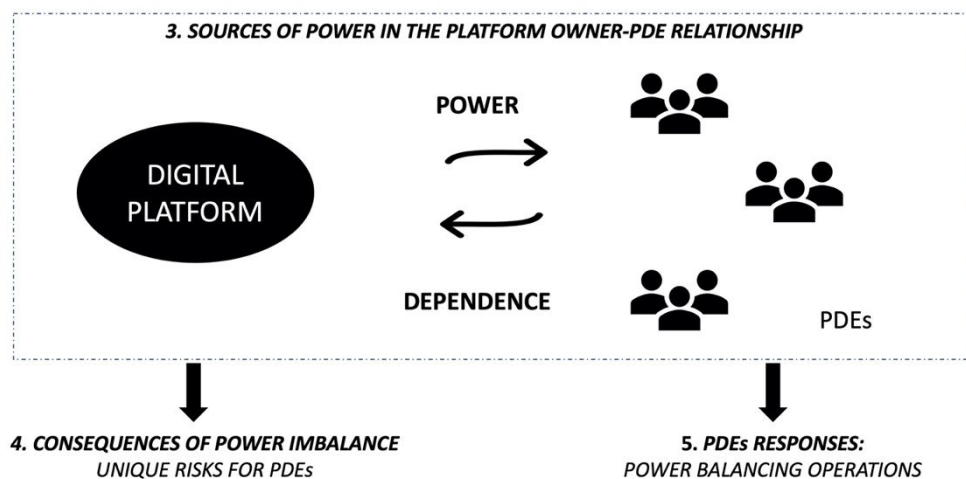 3. SOURCES OF POWER IN THE PLATFORM OWNER-PDE RELATIONSHIP
POWER
DIGITAL
PLATFORM
DEPENDENCE
PDEs
4. CONSEQUENCES OF POWER IMBALANCE
UNIQUE RISKS FOR PDEs
5. PDEs RESPONSES:
POWER BALANCING OPERATIONS